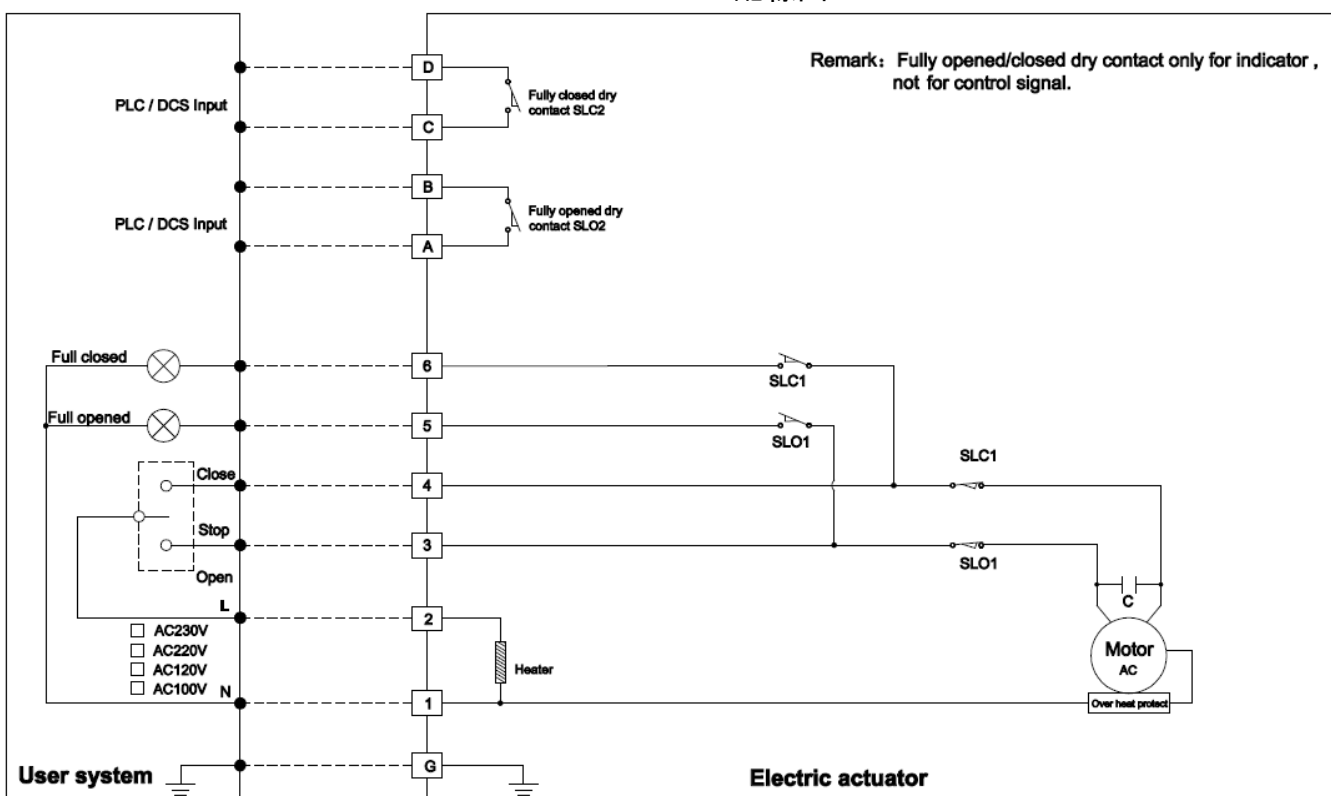 Remark: Fully opened/closed dry contact only for indicator ,
not for control signal.
D
Fully closed dry
contact SLC2
PLC / DCS Input
C
B
Fully opened dry
contact SLO2
PLC / DCS Input
A
Full closed
6
SLC1
Full opened
5
SLO1
SLC1
Close
4
Stop
3
SLO1
Open
C
L
2
AC230V
AC220V
AC120V
AC100V
Heater
Motor
AC
N
1
Over heat protect
G
User system
Electric actuator